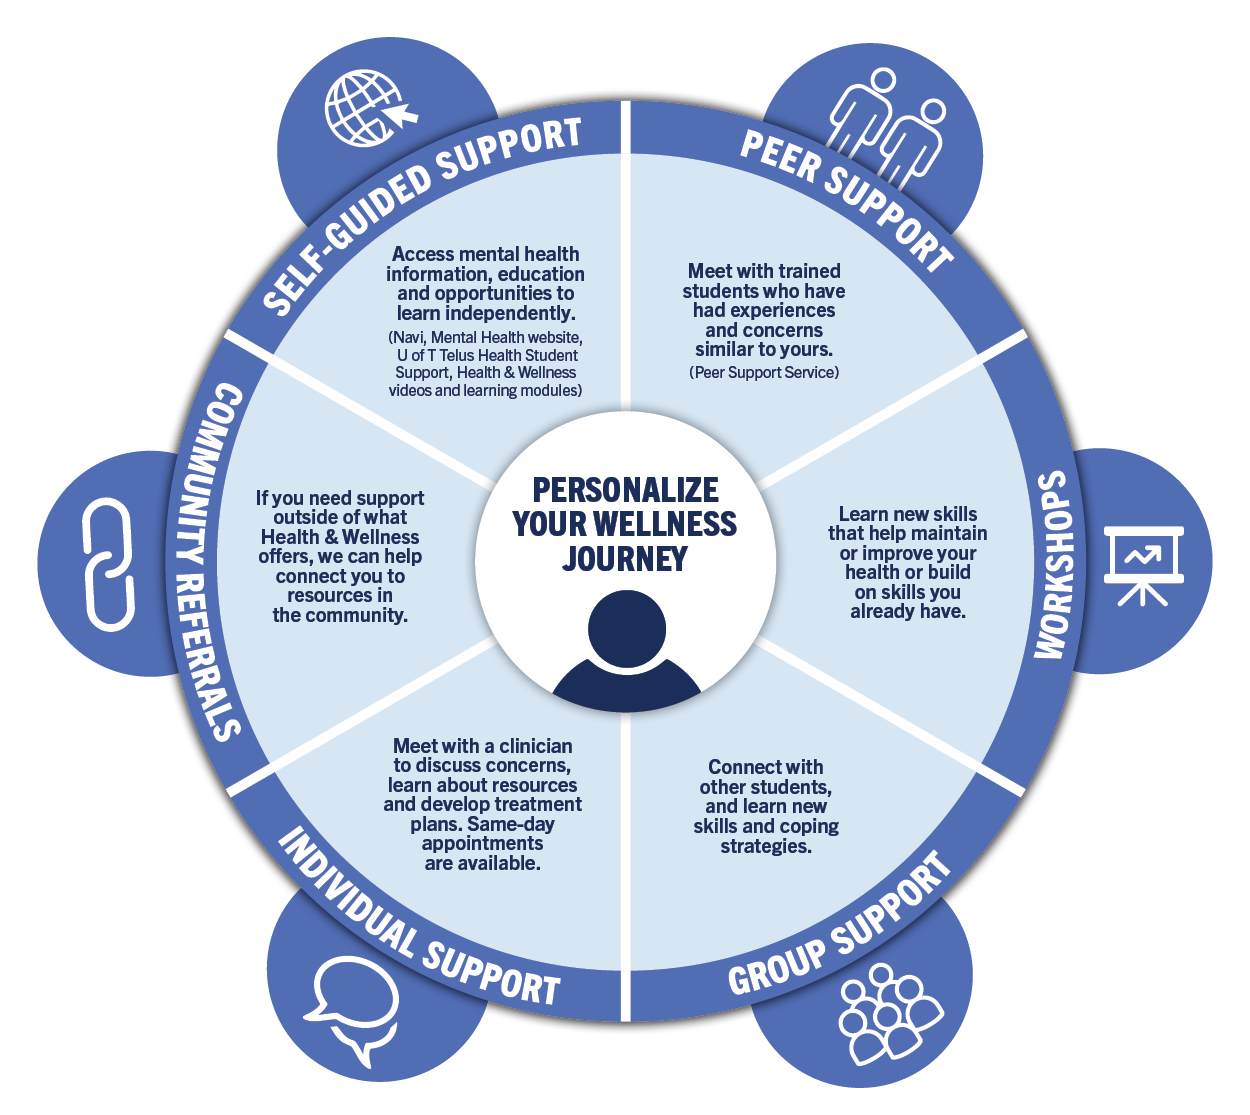 SELF-GUIDED SUPPORT
Access mental health
information, education
and opportunities to
learn independently.
(Navi, Mental Health website,
U of T Telus Health Student
Support, Health & Wellness
videos and learning modules)
PEER SUPPORT
Meet with trained
students who have
had experiences
and concerns
similar to yours.
(Peer Support Service)
WORKSHOPS
Learn new skills
that help maintain
or improve your
health or build
on skills you
already have.
GROUP SUPPORT
Connect with
other students,
and learn new
skills and coping
strategies.
INDIVIDUAL SUPPORT
Meet with a clinician
to discuss concerns,
learn about resources
and develop treatment
plans. Same-day
appointments
are available.
COMMUNITY REFERRALS
If you need support
outside of what
Health & Wellness
offers, we can help
connect you to
resources in
the community.
PERSONALIZE
YOUR WELLNESS
JOURNEY